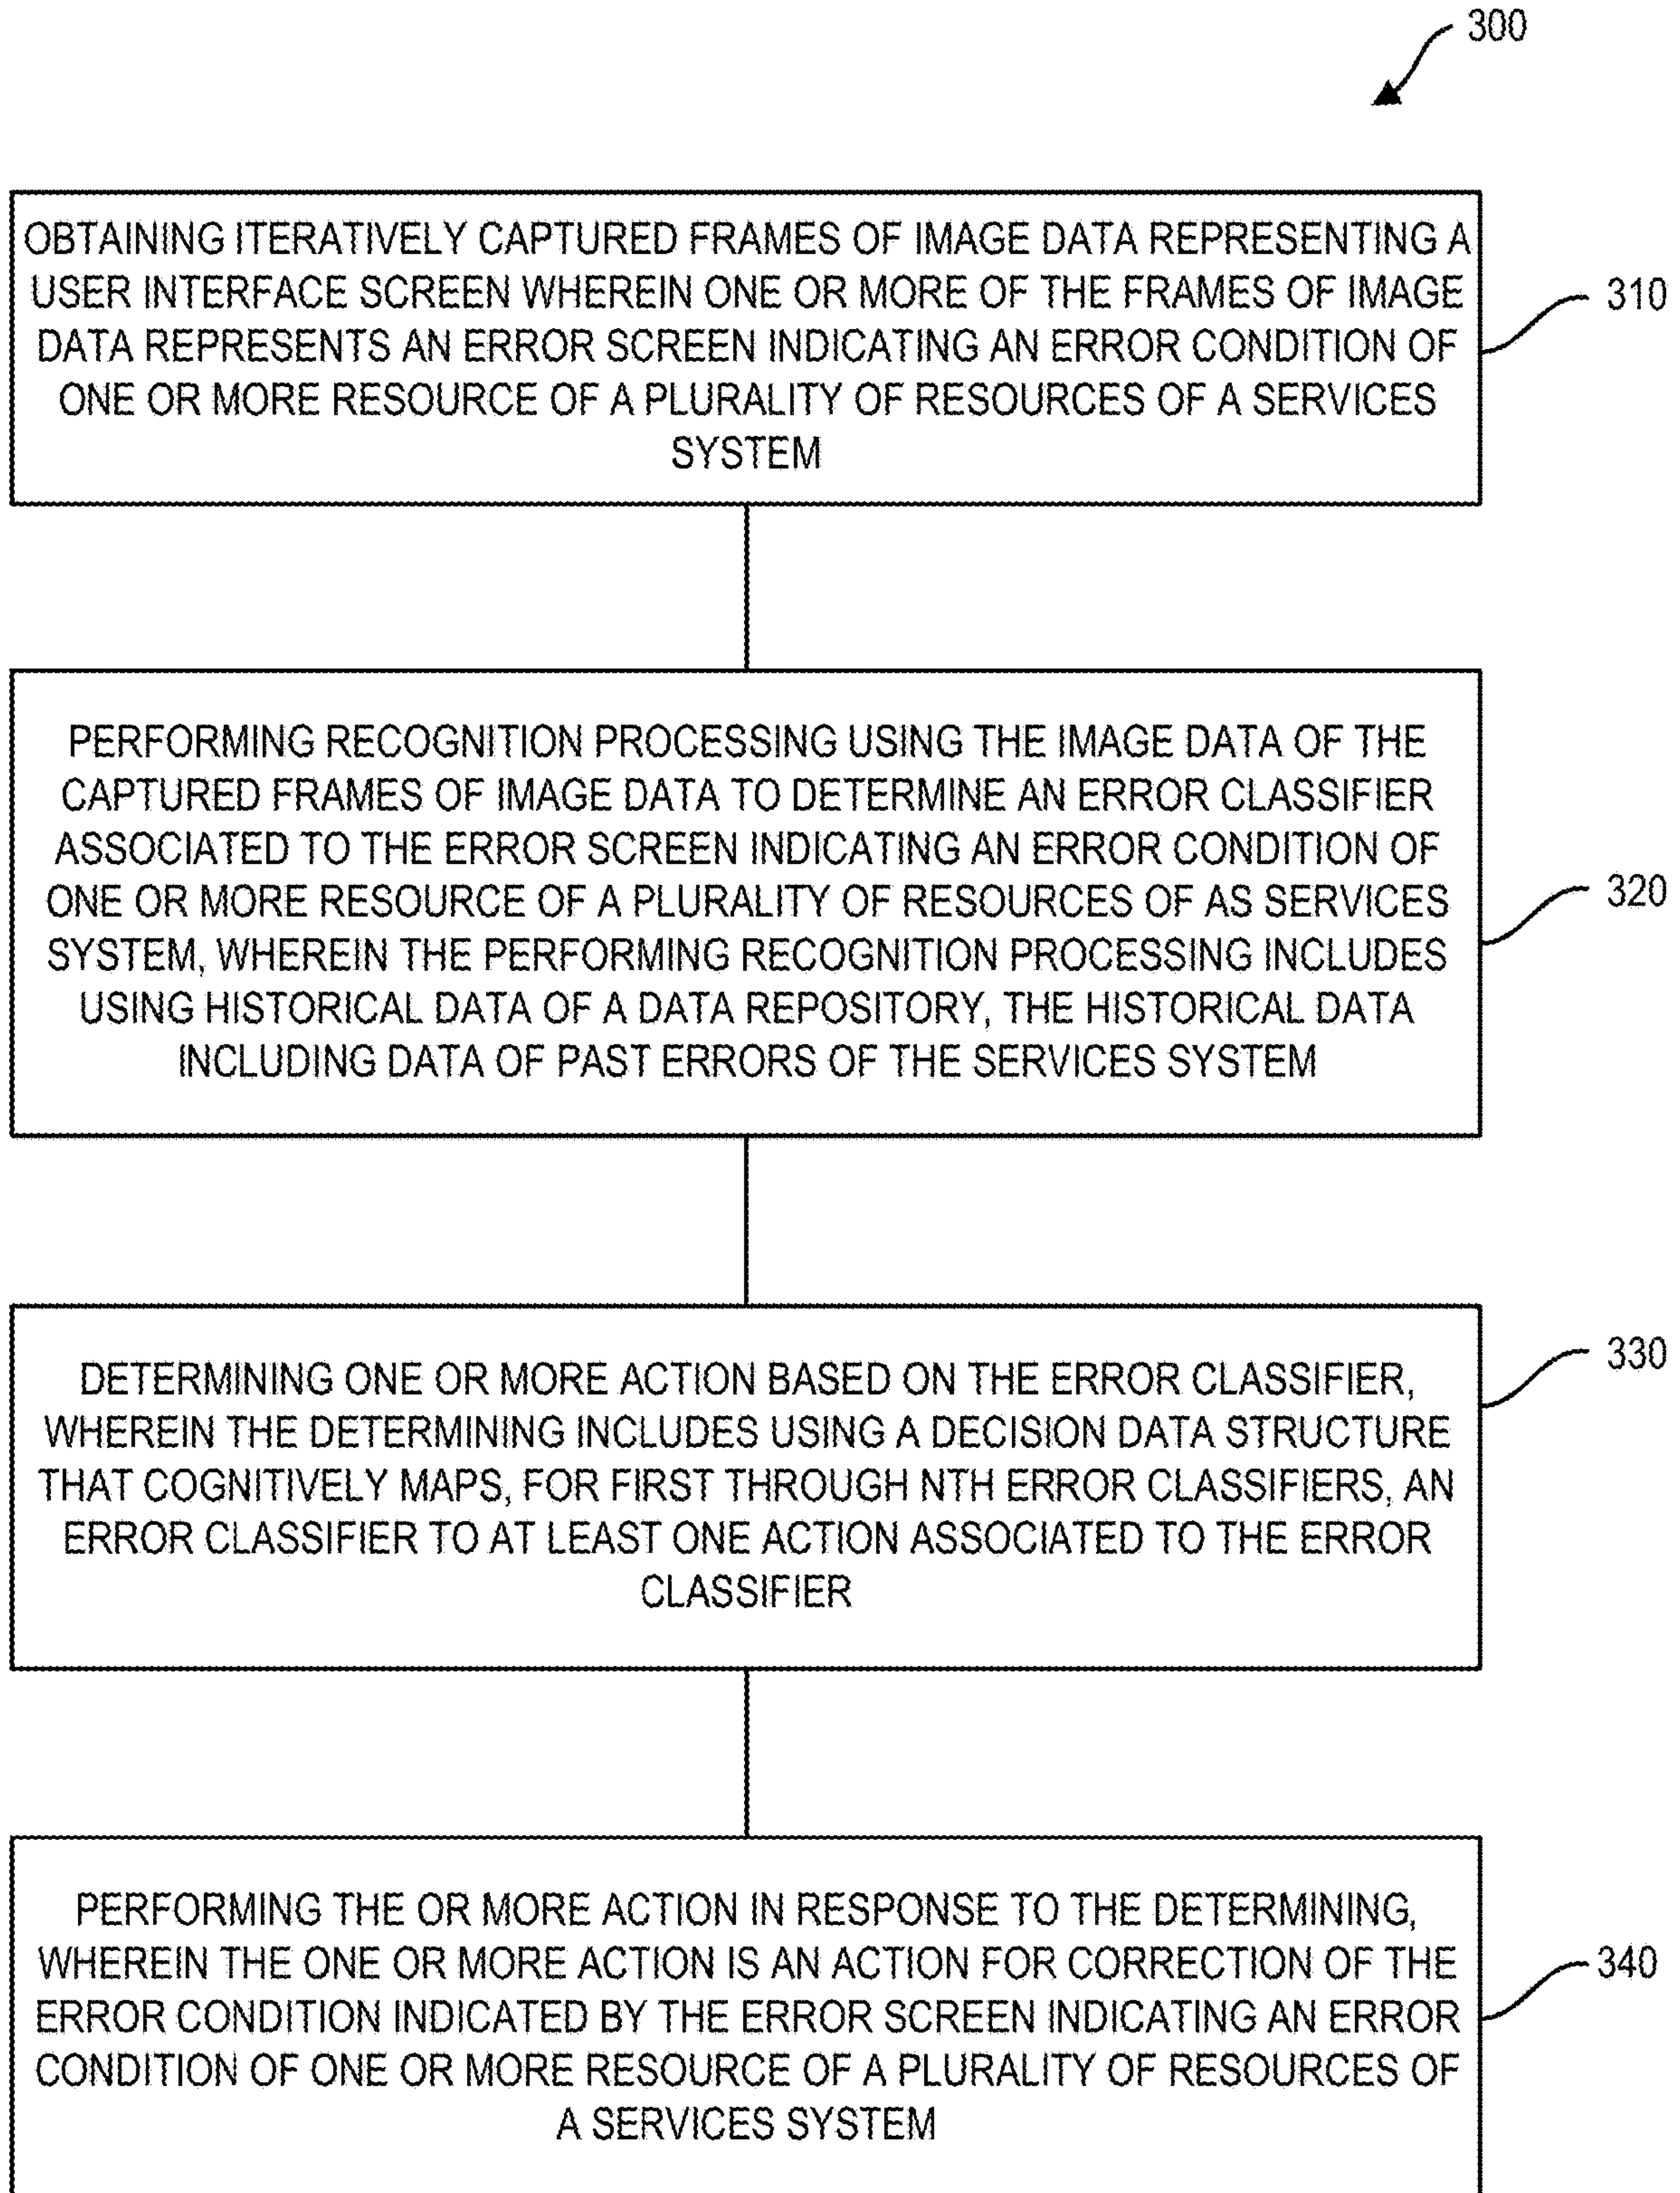 300
OBTAINING ITERATIVELY CAPTURED FRAMES OF IMAGE DATA REPRESENTING A
USER INTERFACE SCREEN WHEREIN ONE OR MORE OF THE FRAMES OF IMAGE
DATA REPRESENTS AN ERROR SCREEN INDICATING AN ERROR CONDITION OF
ONE OR MORE RESOURCE OF A PLURALITY OF RESOURCES OF A SERVICES
SYSTEM
310
PERFORMING RECOGNITION PROCESSING USING THE IMAGE DATA OF THE
CAPTURED FRAMES OF IMAGE DATA TO DETERMINE AN ERROR CLASSIFIER
ASSOCIATED TO THE ERROR SCREEN INDICATING AN ERROR CONDITION OF
ONE OR MORE RESOURCE OF A PLURALITY OF RESOURCES OF AS SERVICES
SYSTEM, WHEREIN THE PERFORMING RECOGNITION PROCESSING INCLUDES
USING HISTORICAL DATA OF A DATA REPOSITORY, THE HISTORICAL DATA
INCLUDING DATA OF PAST ERRORS OF THE SERVICES SYSTEM
320
DETERMINING ONE OR MORE ACTION BASED ON THE ERROR CLASSIFIER,
WHEREIN THE DETERMINING INCLUDES USING A DECISION DATA STRUCTURE
THAT COGNITIVELY MAPS, FOR FIRST THROUGH NTH ERROR CLASSIFIERS, AN
ERROR CLASSIFIER TO AT LEAST ONE ACTION ASSOCIATED TO THE ERROR
CLASSIFIER
330
PERFORMING THE OR MORE ACTION IN RESPONSE TO THE DETERMINING,
WHEREIN THE ONE OR MORE ACTION IS AN ACTION FOR CORRECTION OF THE
ERROR CONDITION INDICATED BY THE ERROR SCREEN INDICATING AN ERROR
CONDITION OF ONE OR MORE RESOURCE OF A PLURALITY OF RESOURCES OF
A SERVICES SYSTEM
340